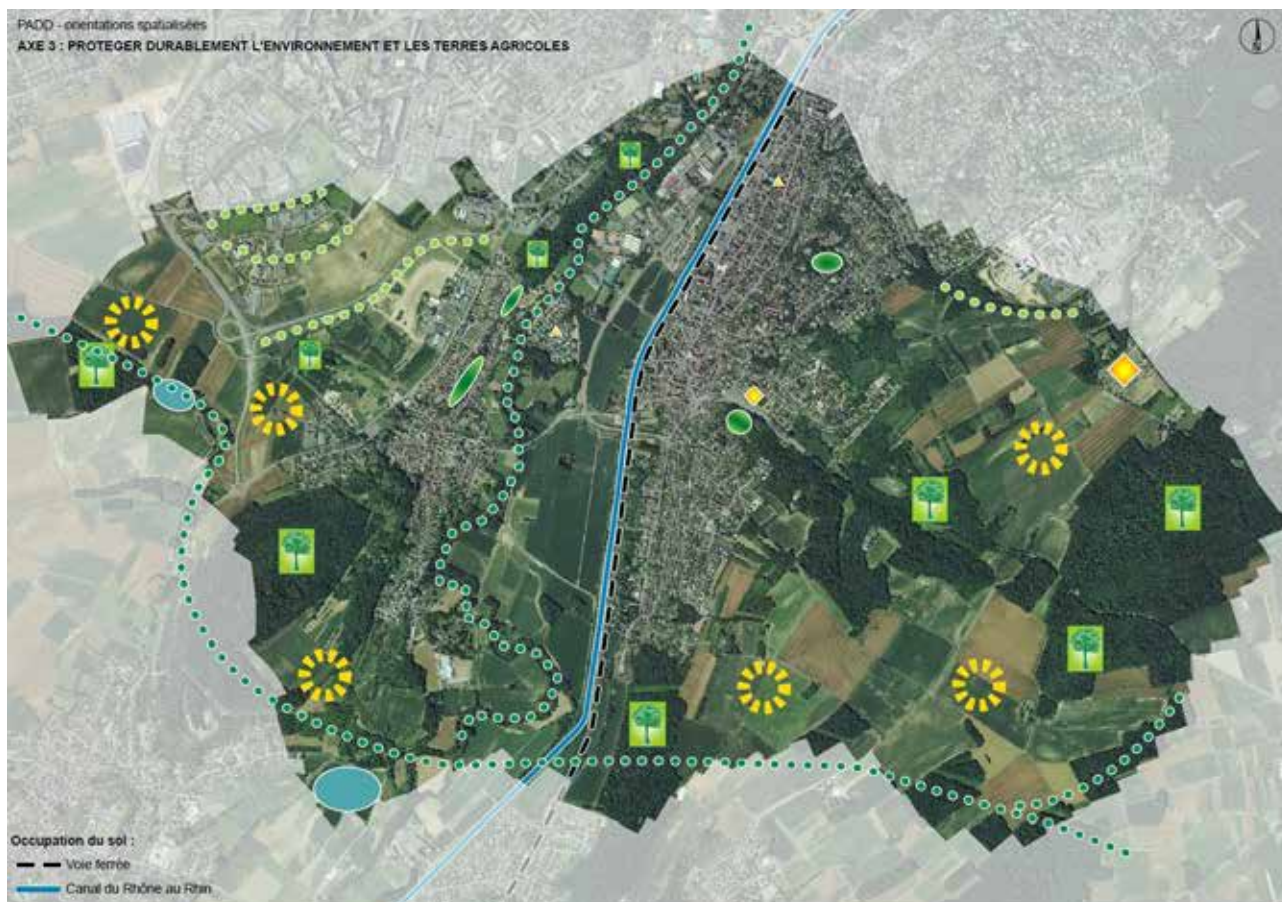 PADD - orientations spatialisées
AXE 3 : PROTEGER DURABLEMENT L'ENVIRONNEMENT ET LES TERRES AGRICOLES
N
Occupation du sol :
Voie ferrée
Canal du Rhône au Rhin